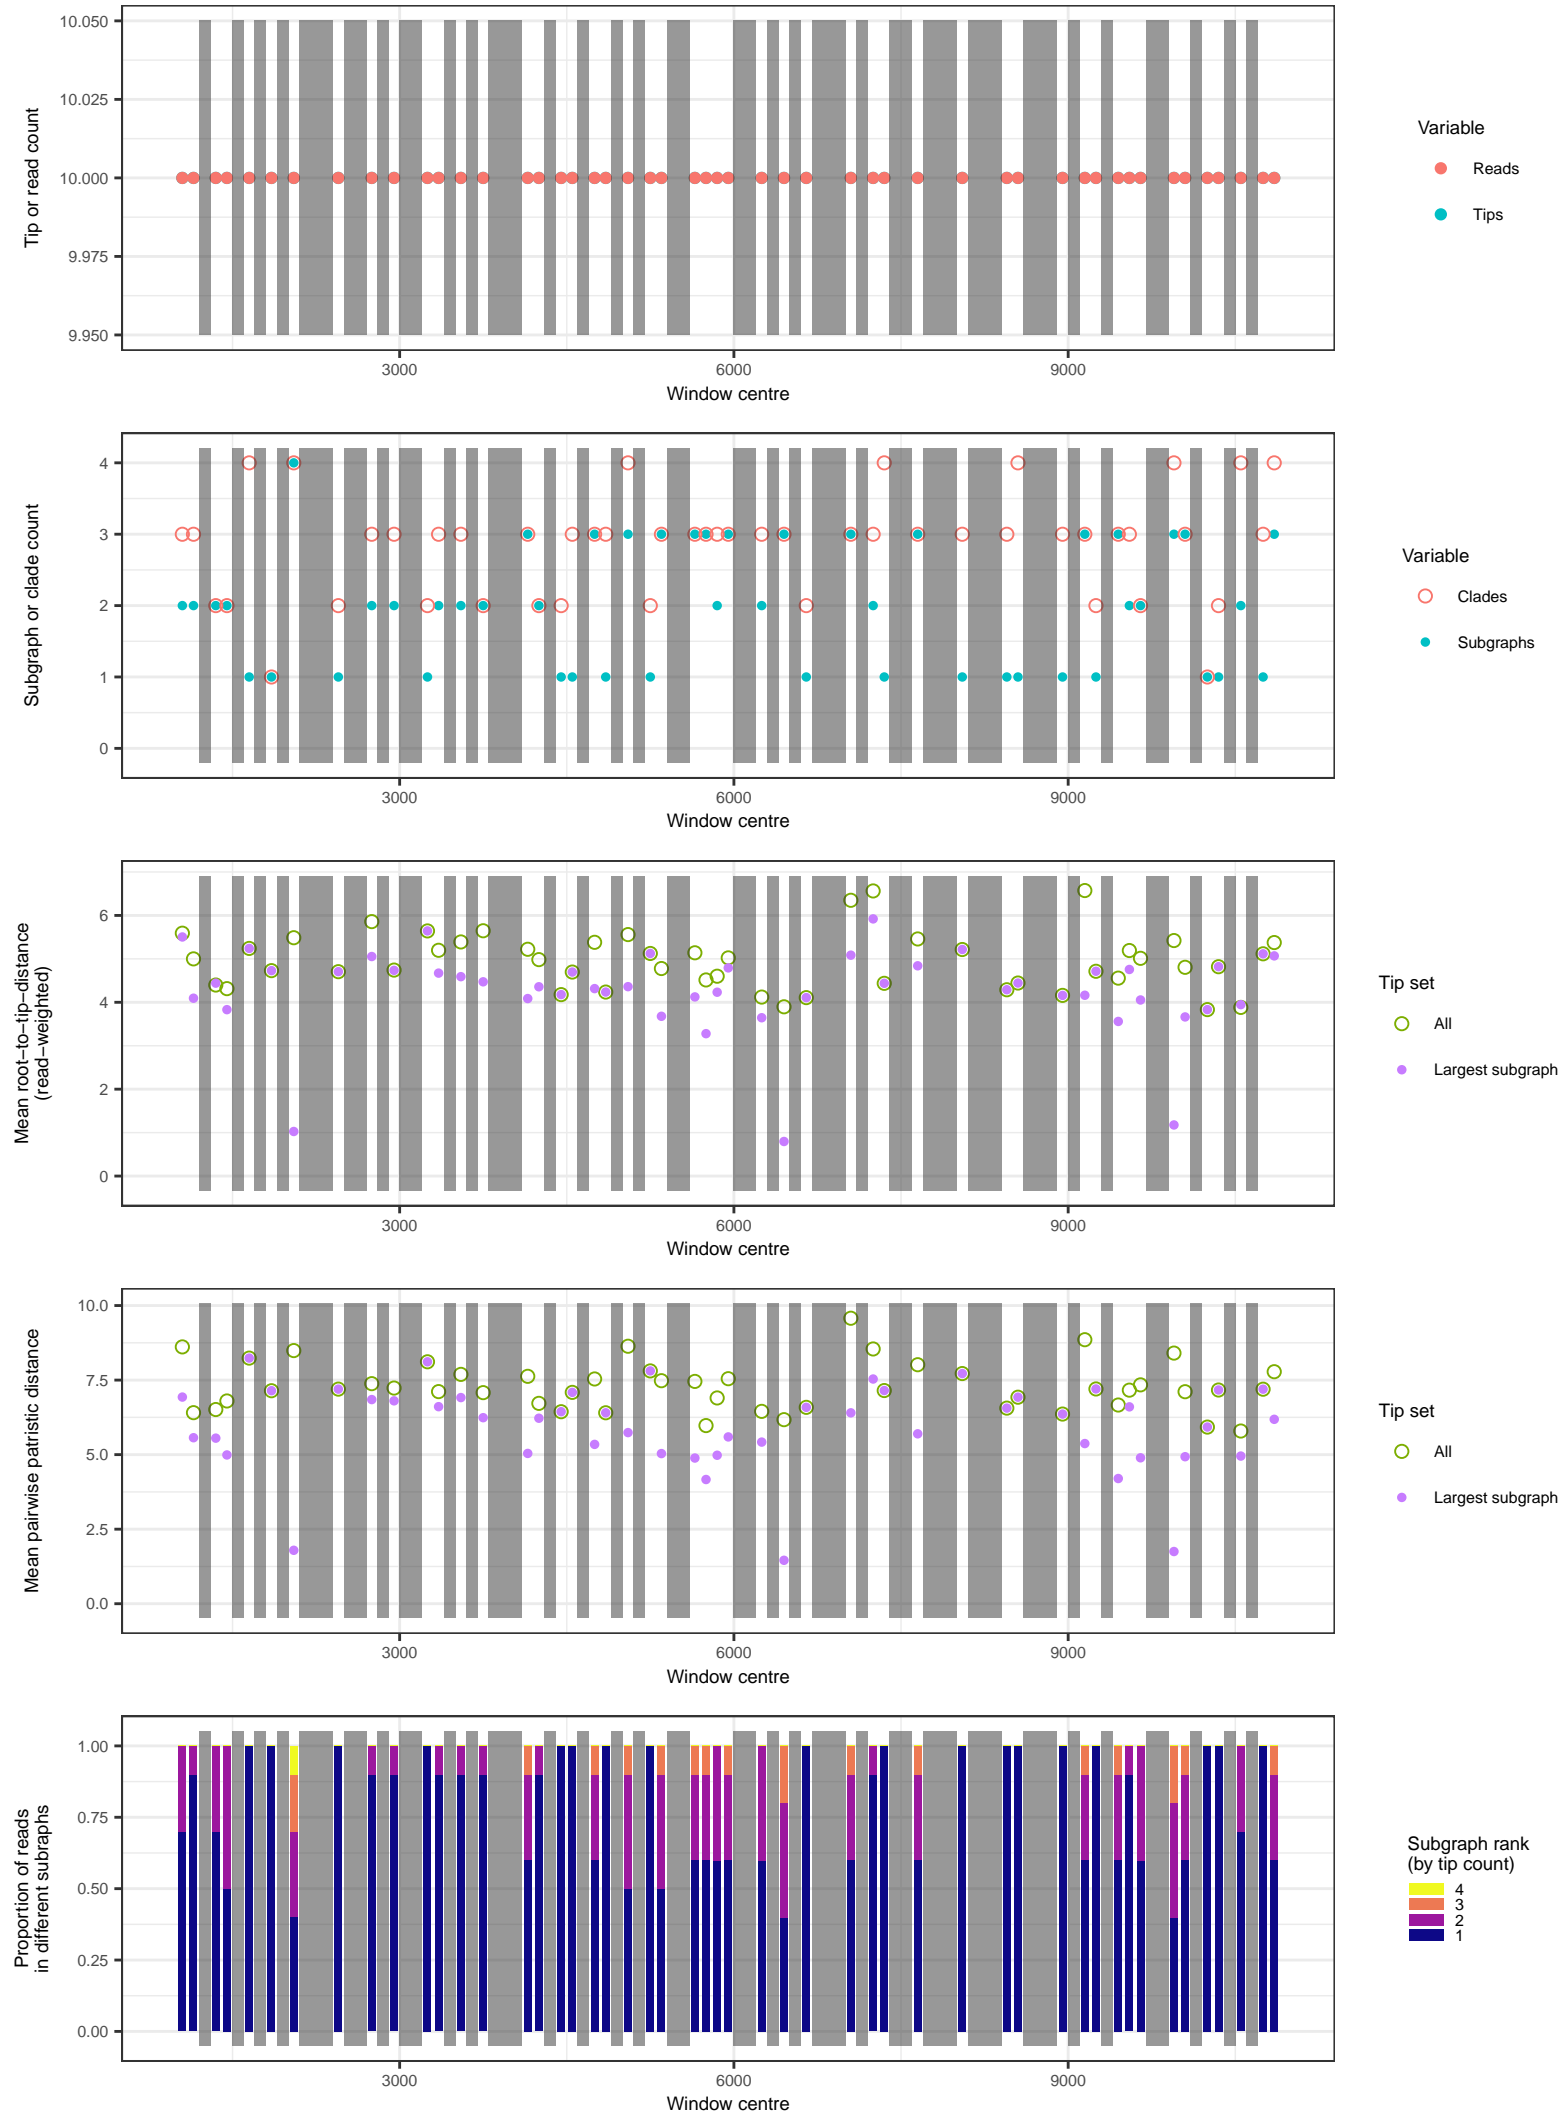 10.050
10.025
10.000
9.975
9.950
Tip or read count
3000
6000
9000
Window centre
Variable
Reads
Tips
4
3
2
1
0
Subgraph or clade count
3000
6000
9000
Window centre
Variable
Clades
Subgraphs
6
4
2
0
Mean root−to−tip−distance
(read−weighted)
3000
6000
9000
Window centre
Tip set
All
Largest subgraph
10.0
7.5
5.0
2.5
0.0
Mean pairwise patristic distance
3000
6000
9000
Window centre
Tip set
All
Largest subgraph
1.00
0.75
0.50
0.25
0.00
Proportion of reads
in different subraphs
3000
6000
9000
Window centre
Subgraph rank
(by tip count)
4
3
2
1